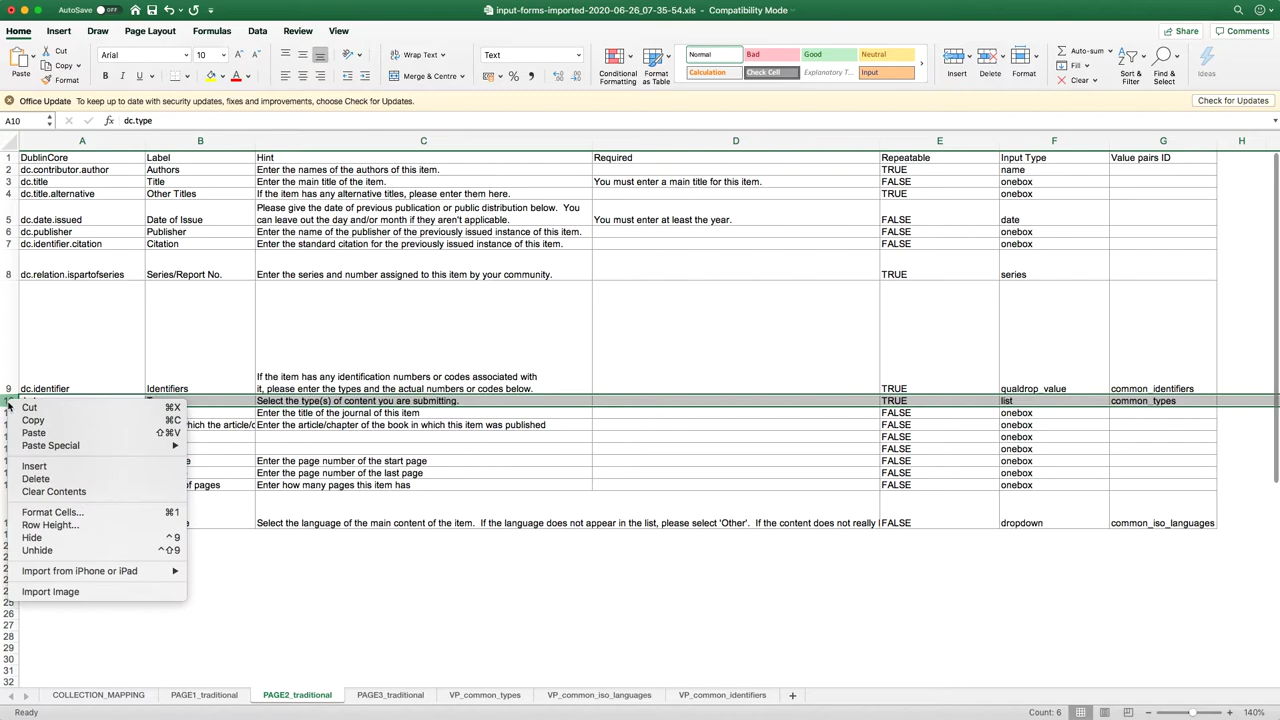 AutoSave OFF input-forms-imported-2020-06-26_07-35-54.xls - Compatibility Mode
Home Insert Draw Page Layout Formulas Data Review View Share Comments
Paste Cut Copy Format Arial 10 Wrap Text Merge & Centre Text Conditional Formatting Format as Table Normal Bad Good Neutral Calculation Check Cell Explanatory T... Input Insert Delete Format Auto-sum Fill Clear Sort & Filter Find & Select Ideas
Office Update To keep up to date with security updates, fixes and improvements, choose Check for Updates. Check for Updates
A10 fx dc.type
A B C D E F G H
1 DublinCore Label Hint Required Repeatable Input Type Value pairs ID
2 dc.contributor.author Authors Enter the names of the authors of this item. TRUE name
3 dc.title Title Enter the main title of the item. You must enter a main title for this item. FALSE onebox
4 dc.title.alternative Other Titles If the item has any alternative titles, please enter them here. TRUE onebox
Please give the date of previous publication or public distribution below. You
5 dc.date.issued Date of Issue can leave out the day and/or month if they aren't applicable. You must enter at least the year. FALSE date
6 dc.publisher Publisher Enter the name of the publisher of the previously issued instance of this item. FALSE onebox
7 dc.identifier.citation Citation Enter the standard citation for the previously issued instance of this item. FALSE onebox
8 dc.relation.ispartofseries Series/Report No. Enter the series and number assigned to this item by your community. TRUE series
If the item has any identification numbers or codes associated with
9 dc.identifier Identifiers it, please enter the types and the actual numbers or codes below. TRUE qualdrop_value common_identifiers
Select the type(s) of content you are submitting. TRUE list common_types
Enter the title of the journal of this item FALSE onebox
which the article/c Enter the article/chapter of the book in which this item was published FALSE onebox
FALSE onebox
Enter the page number of the start page FALSE onebox
Enter the page number of the last page FALSE onebox
of pages Enter how many pages this item has FALSE onebox
Select the language of the main content of the item. If the language does not appear in the list, please select 'Other'. If the content does not really FALSE dropdown common_iso_languages
Cut ⌘X
Copy ⌘C
Paste ⇧⌘V
Paste Special
Insert
Delete
Clear Contents
Format Cells... ⌘1
Row Height...
Hide ^9
Unhide ^⇧9
Import from iPhone or iPad
Import Image
25
26
27
28
29
30
31
32
COLLECTION_MAPPING PAGE1_traditional PAGE2_traditional PAGE3_traditional VP_common_types VP_common_iso_languages VP_common_identifiers
Ready Count: 6 140%